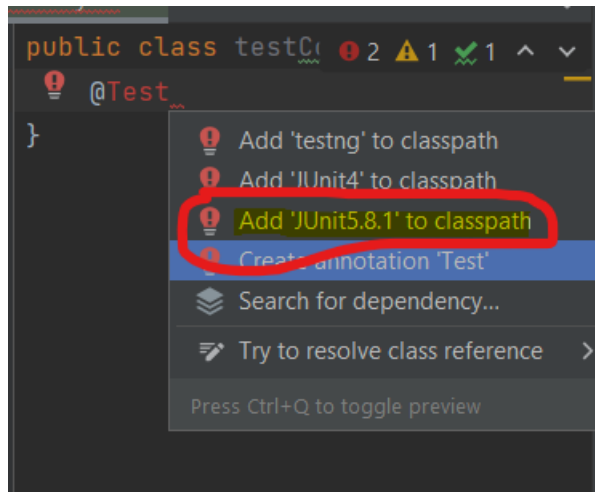 public class testC 2 1 1
@Test
}
Add 'testng' to classpath
Add 'JUnit4' to classpath
Add 'JUnit5.8.1' to classpath
Create annotation 'Test'
Search for dependency...
Try to resolve class reference
Press Ctrl+Q to toggle preview